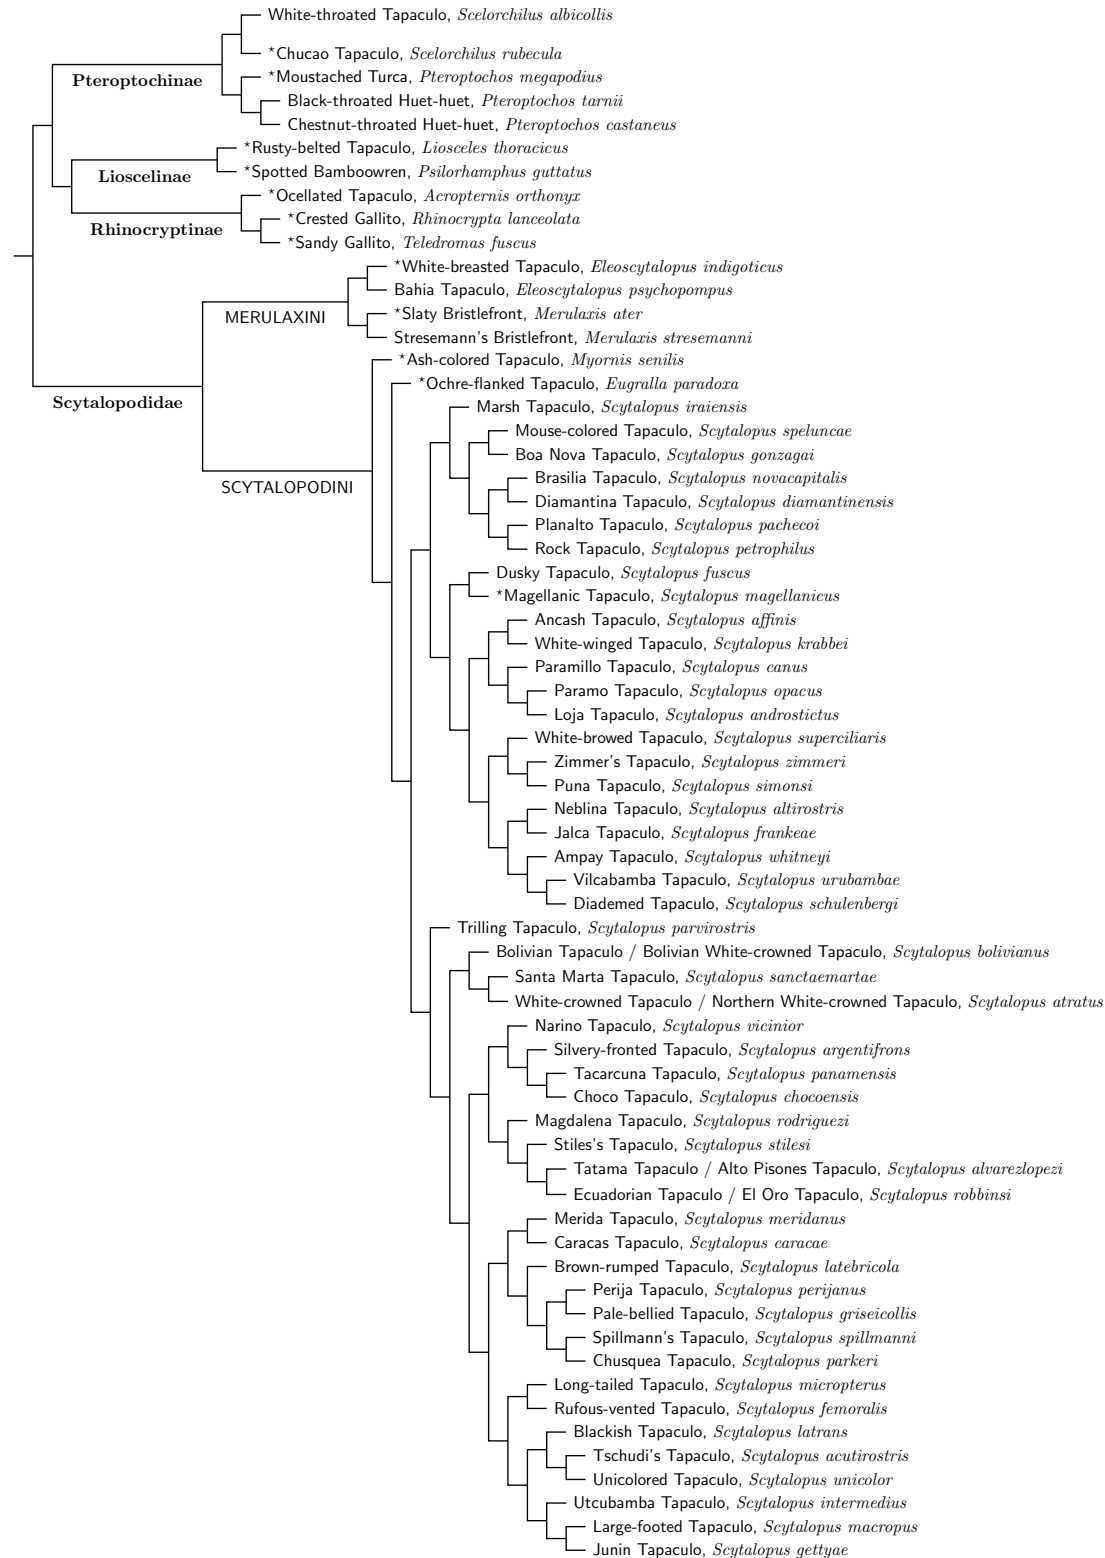 White-throated Tapaculo, Scelorchilus albicollis
*Chucao Tapaculo, Scelorchilus rubecula
*Moustached Turca, Pteroptochos megapodius
Pteroptochinae
Black-throated Huet-huet, Pteroptochos tarnii
Chestnut-throated Huet-huet, Pteroptochos castaneus
*Rusty-belted Tapaculo, Liosceles thoracicus
Lioscelinae
*Spotted Bamboowren, Psilorhamphus guttatus
*Ocellated Tapaculo, Acropternis orthonyx
*Crested Gallito, Rhinocrypta lanceolata
Rhinocryptinae
*Sandy Gallito, Teledromas fuscus
*White-breasted Tapaculo, Eleoscytalopus indigoticus
Bahia Tapaculo, Eleoscytalopus psychopompus
MERULAXINI
*Slaty Bristlefront, Merulaxis ater
Stresemann's Bristlefront, Merulaxis stresemanni
*Ash-colored Tapaculo, Myornis senilis
*Ochre-flanked Tapaculo, Eugralla paradoxa
Scytalopodidae
Marsh Tapaculo, Scytalopus iraiensis
Mouse-colored Tapaculo, Scytalopus speluncae
Boa Nova Tapaculo, Scytalopus gonzagai
Brasilia Tapaculo, Scytalopus novacapitalis
SCYTALOPODINI
Diamantina Tapaculo, Scytalopus diamantinensis
Planalto Tapaculo, Scytalopus pachecoi
Rock Tapaculo, Scytalopus petrophilus
Dusky Tapaculo, Scytalopus fuscus
*Magellanic Tapaculo, Scytalopus magellanicus
Ancash Tapaculo, Scytalopus affinis
White-winged Tapaculo, Scytalopus krabbei
Paramillo Tapaculo, Scytalopus canus
Paramo Tapaculo, Scytalopus opacus
Loja Tapaculo, Scytalopus androstictus
White-browed Tapaculo, Scytalopus superciliaris
Zimmer's Tapaculo, Scytalopus zimmeri
Puna Tapaculo, Scytalopus simonsi
Neblina Tapaculo, Scytalopus altirostris
Jalca Tapaculo, Scytalopus frankeae
Ampay Tapaculo, Scytalopus whitneyi
Vilcabamba Tapaculo, Scytalopus urubambae
Diademed Tapaculo, Scytalopus schulenbergi
Trilling Tapaculo, Scytalopus parvirostris
Bolivian Tapaculo / Bolivian White-crowned Tapaculo, Scytalopus bolivianus
Santa Marta Tapaculo, Scytalopus sanctaemartae
White-crowned Tapaculo / Northern White-crowned Tapaculo, Scytalopus atratus
Narino Tapaculo, Scytalopus vicinior
Silvery-fronted Tapaculo, Scytalopus argentifrons
Tacarcuna Tapaculo, Scytalopus panamensis
Choco Tapaculo, Scytalopus chocoensis
Magdalena Tapaculo, Scytalopus rodriguezi
Stiles's Tapaculo, Scytalopus stilesi
Tatama Tapaculo / Alto Pisones Tapaculo, Scytalopus alvarezlopezi
Ecuadorian Tapaculo / El Oro Tapaculo, Scytalopus robbinsi
Merida Tapaculo, Scytalopus meridanus
Caracas Tapaculo, Scytalopus caracae
Brown-rumped Tapaculo, Scytalopus latebricola
Perija Tapaculo, Scytalopus perijanus
Pale-bellied Tapaculo, Scytalopus griseicollis
Spillmann's Tapaculo, Scytalopus spillmanni
Chusquea Tapaculo, Scytalopus parkeri
Long-tailed Tapaculo, Scytalopus micropterus
Rufous-vented Tapaculo, Scytalopus femoralis
Blackish Tapaculo, Scytalopus latrans
Tschudi's Tapaculo, Scytalopus acutirostris
Unicolored Tapaculo, Scytalopus unicolor
Utcubamba Tapaculo, Scytalopus intermedius
Large-footed Tapaculo, Scytalopus macropus
Junin Tapaculo, Scytalopus gettyae